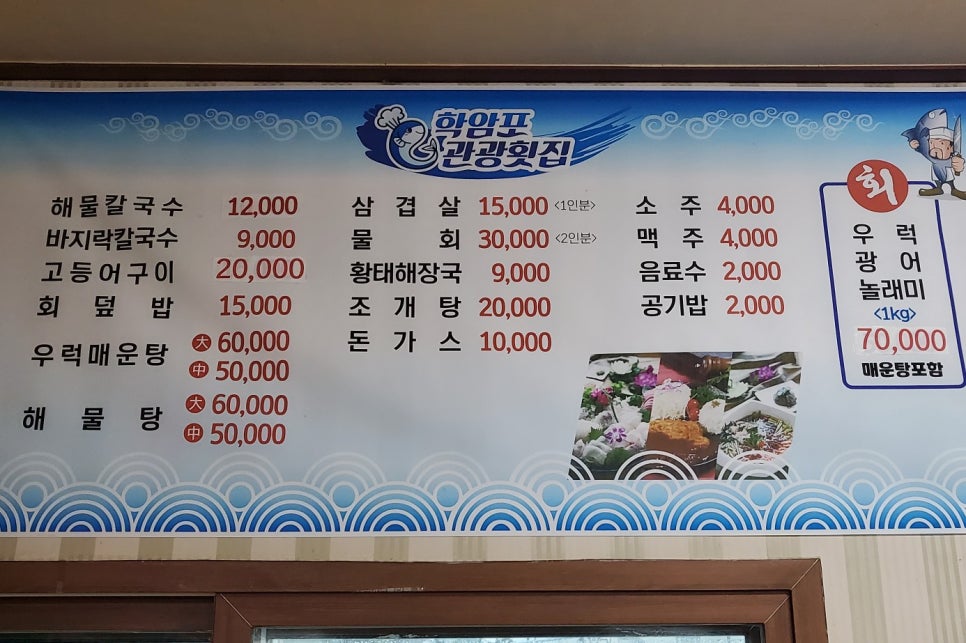 학암포
관광횟집
해물칼국수 12,000
바지락칼국수 9,000
고등어구이 20,000
회덮밥 15,000
우럭매운탕 大 60,000
中 50,000
해물탕 大 60,000
中 50,000
삼겹살 15,000 <1인분>
물회 30,000 <2인분>
황태해장국 9,000
조개탕 20,000
돈가스 10,000
소주 4,000
맥주 4,000
음료수 2,000
공기밥 2,000
회
우럭
광어
놀래미
<1kg>
70,000
매운탕포함